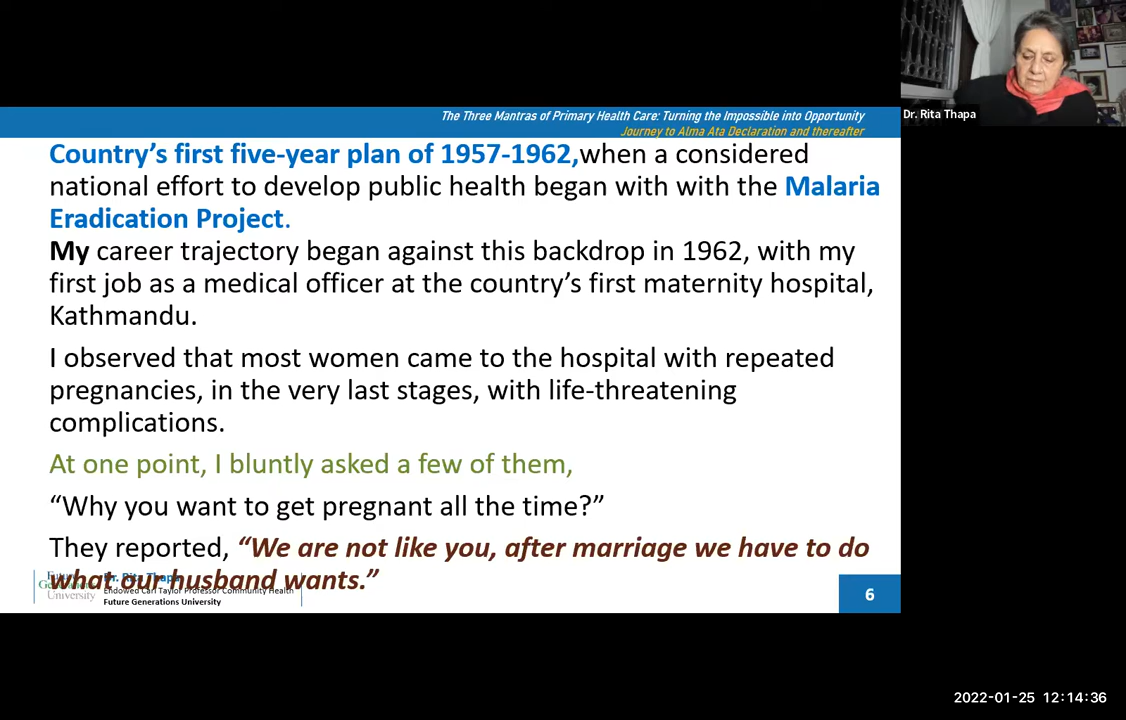 Dr. Rita Thapa
The Three Mantras of Primary Health Care: Turning the Impossible into Opportunity
Journey to Alma Ata Declaration and thereafter
Country's first five-year plan of 1957-1962,when a considered
national effort to develop public health began with with the Malaria
Eradication Project.
My career trajectory began against this backdrop in 1962, with my
first job as a medical officer at the country's first maternity hospital,
Kathmandu.
I observed that most women came to the hospital with repeated
pregnancies, in the very last stages, with life-threatening
complications.
At one point, I bluntly asked a few of them,
“Why you want to get pregnant all the time?”
They reported, “We are not like you, after marriage we have to do
what our husband wants.”
Future
Generations
University
Dr. Rita Thapa
Endowed Carl Taylor Professor Community Health
Future Generations University
6
2022-01-25 12:14:36